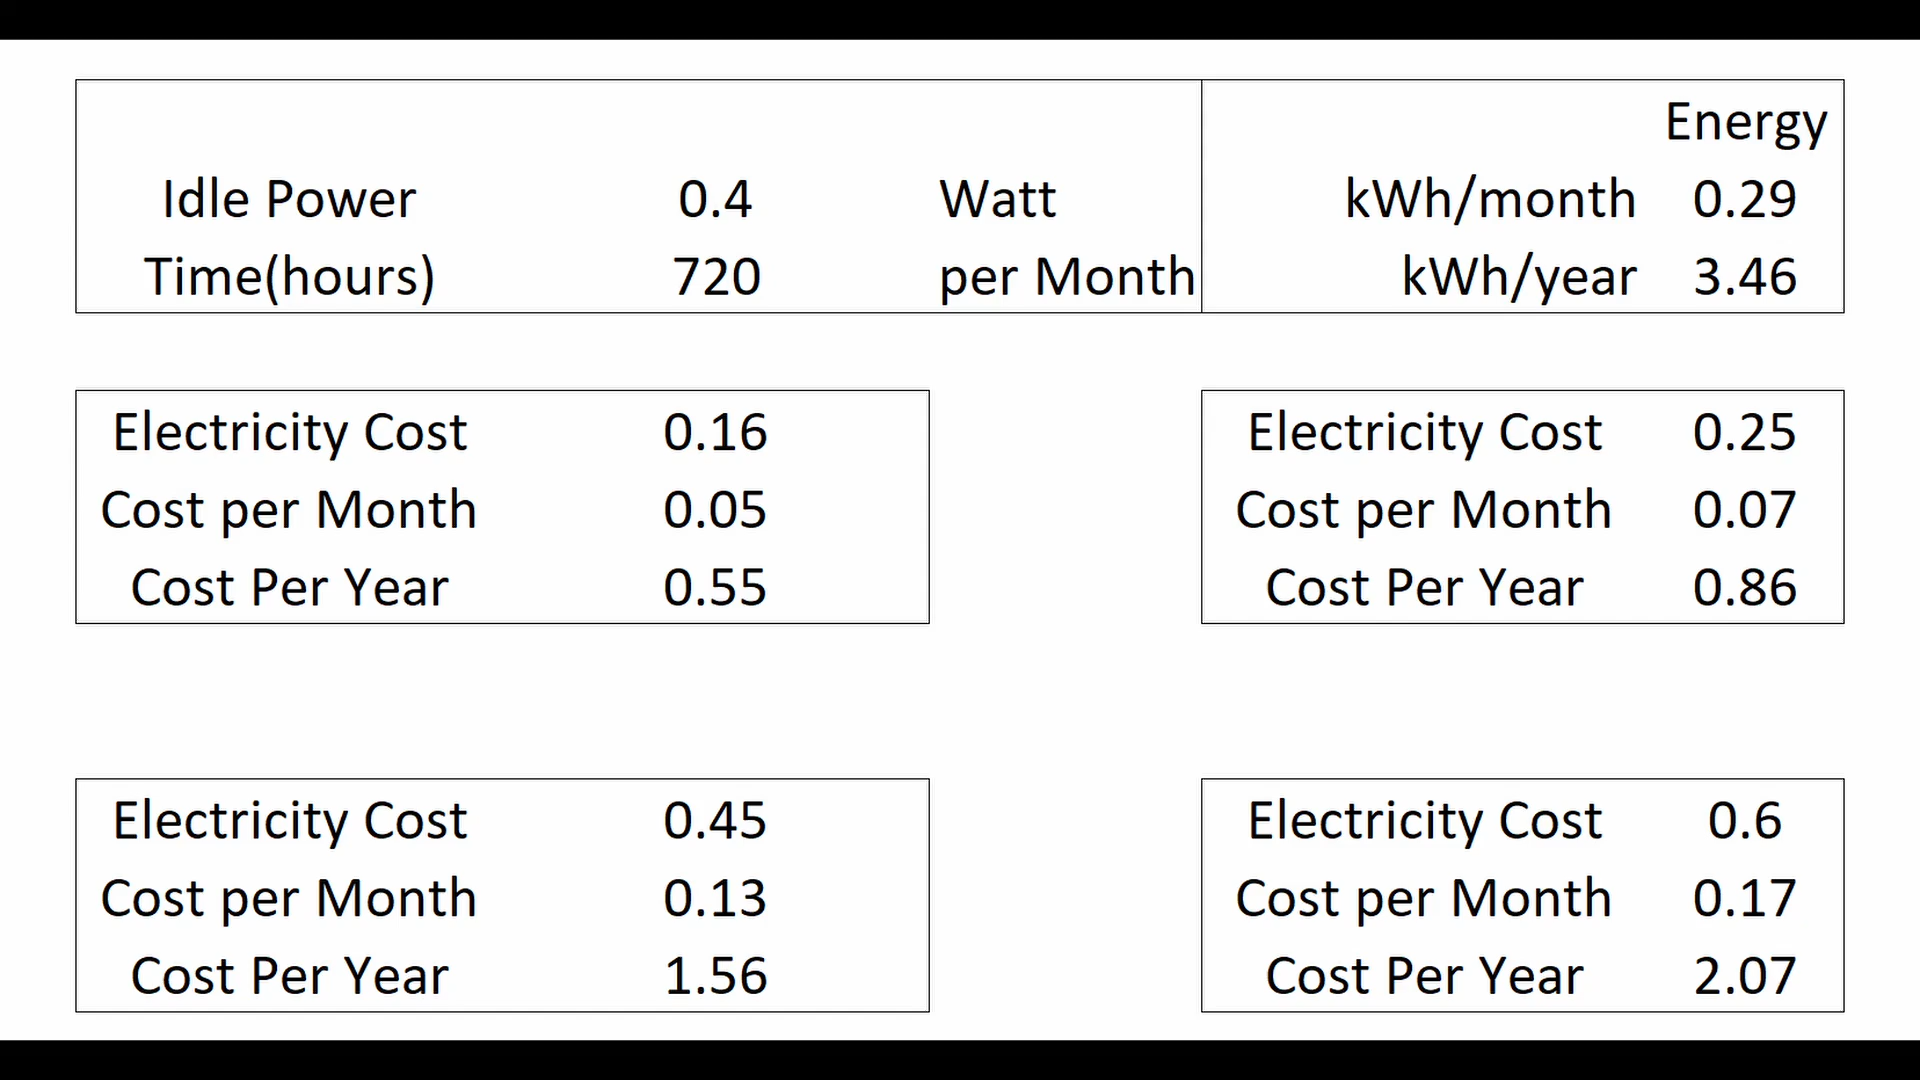 Energy
Idle Power 0.4 Watt kWh/month 0.29
Time(hours) 720 per Month kWh/year 3.46
Electricity Cost 0.16 Electricity Cost 0.25
Cost per Month 0.05 Cost per Month 0.07
Cost Per Year 0.55 Cost Per Year 0.86
Electricity Cost 0.45 Electricity Cost 0.6
Cost per Month 0.13 Cost per Month 0.17
Cost Per Year 1.56 Cost Per Year 2.07